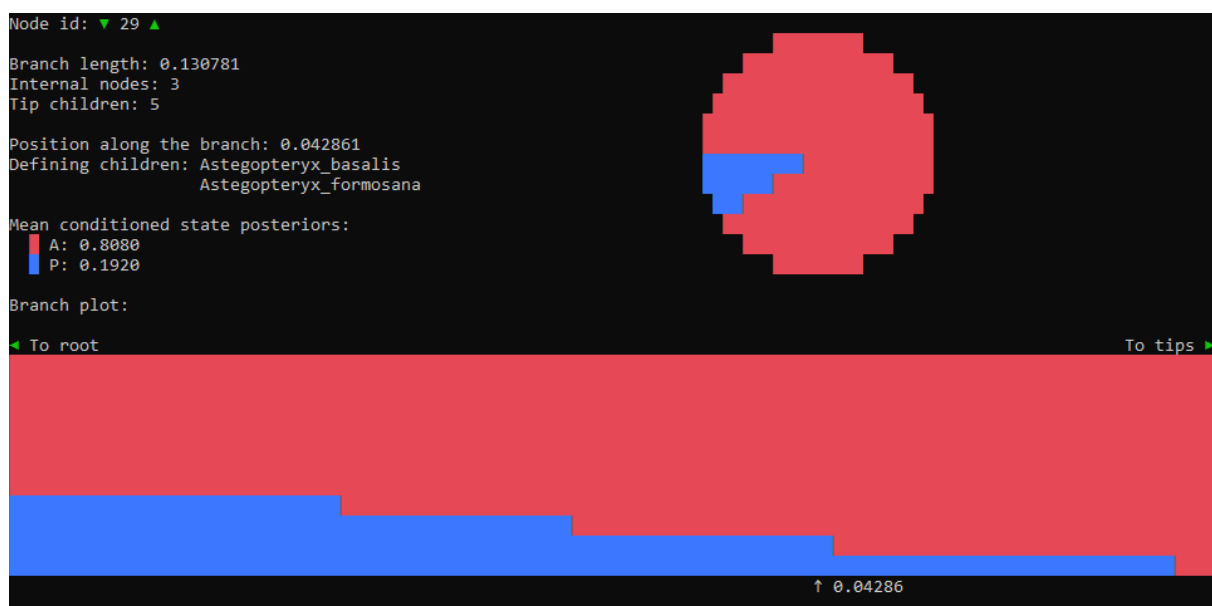 Node id: ▼ 29 ▲
Branch length: 0.130781
Internal nodes: 3
Tip children: 5
Position along the branch: 0.042861
Defining children: Astegopteryx_basalis
Astegopteryx_formosana
Mean conditioned state posteriors:
A: 0.8080
P: 0.1920
Branch plot:
◄ To root To tips ►
↑ 0.04286